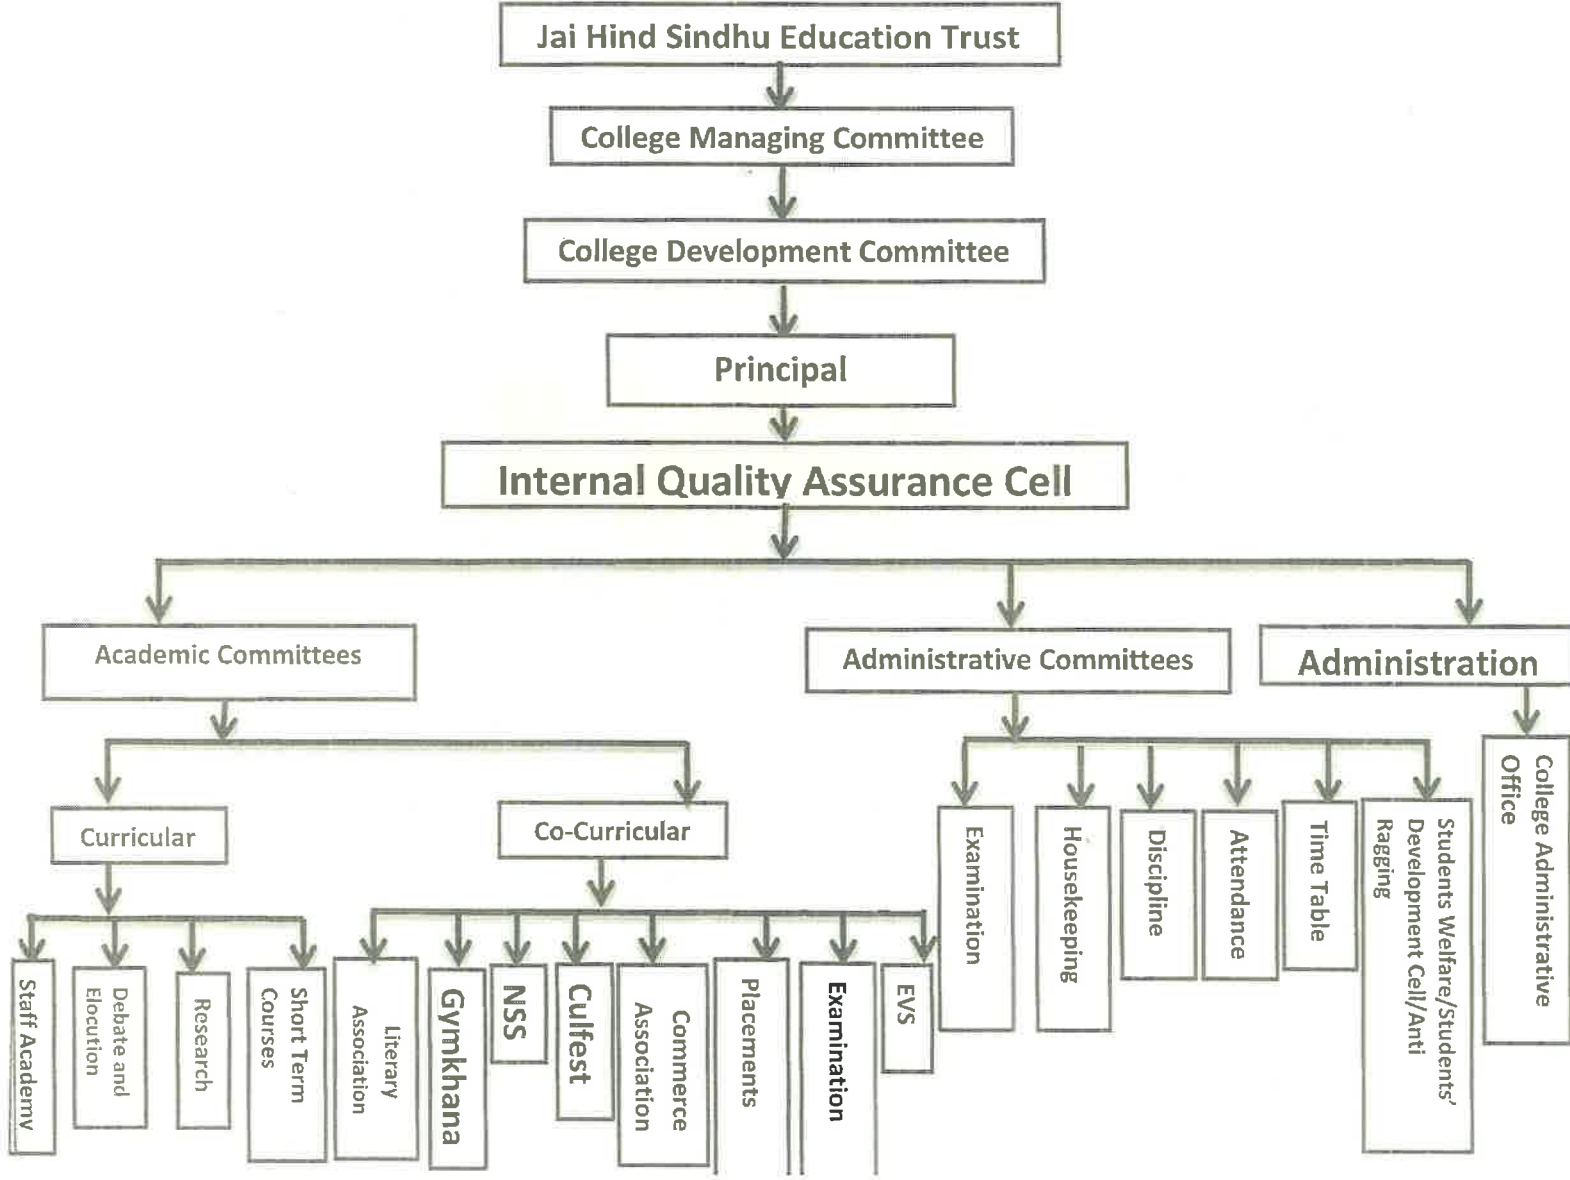 Jai Hind Sindhu Education Trust
College Managing Committee
College Development Committee
Principal
Internal Quality Assurance Cell
Academic Committees
Administrative Committees
Administration
Curricular
Co-Curricular
Examination
Housekeeping
Discipline
Attendance
Time Table
Students Welfare/Students'
Development Cell/Anti
Ragging
College Administrative
Office
Staff Academy
Debate and
Elocution
Research
Short Term
Courses
Literary
Association
Gymkhana
NSS
Culfest
Commerce
Association
Placements
Examination
EVS